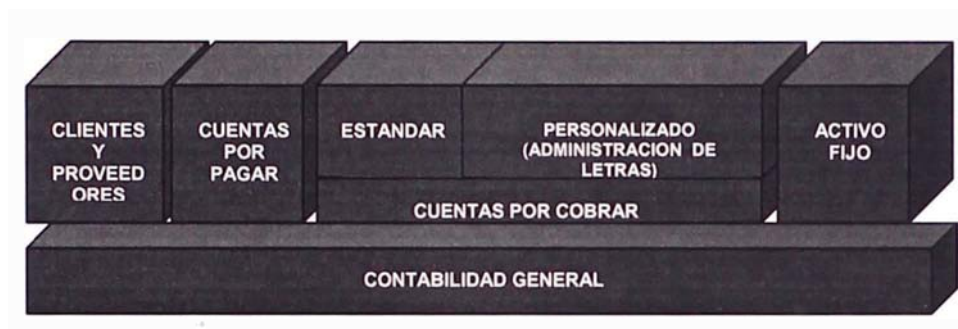 CLIENTES
Y
PROVEED
ORES
CUENTAS
POR
PAGAR
ESTANDAR
PERSONALIZADO
(ADMINISTRACION DE
LETRAS)
ACTIVO
FIJO
CUENTAS POR COBRAR
CONTABILIDAD GENERAL